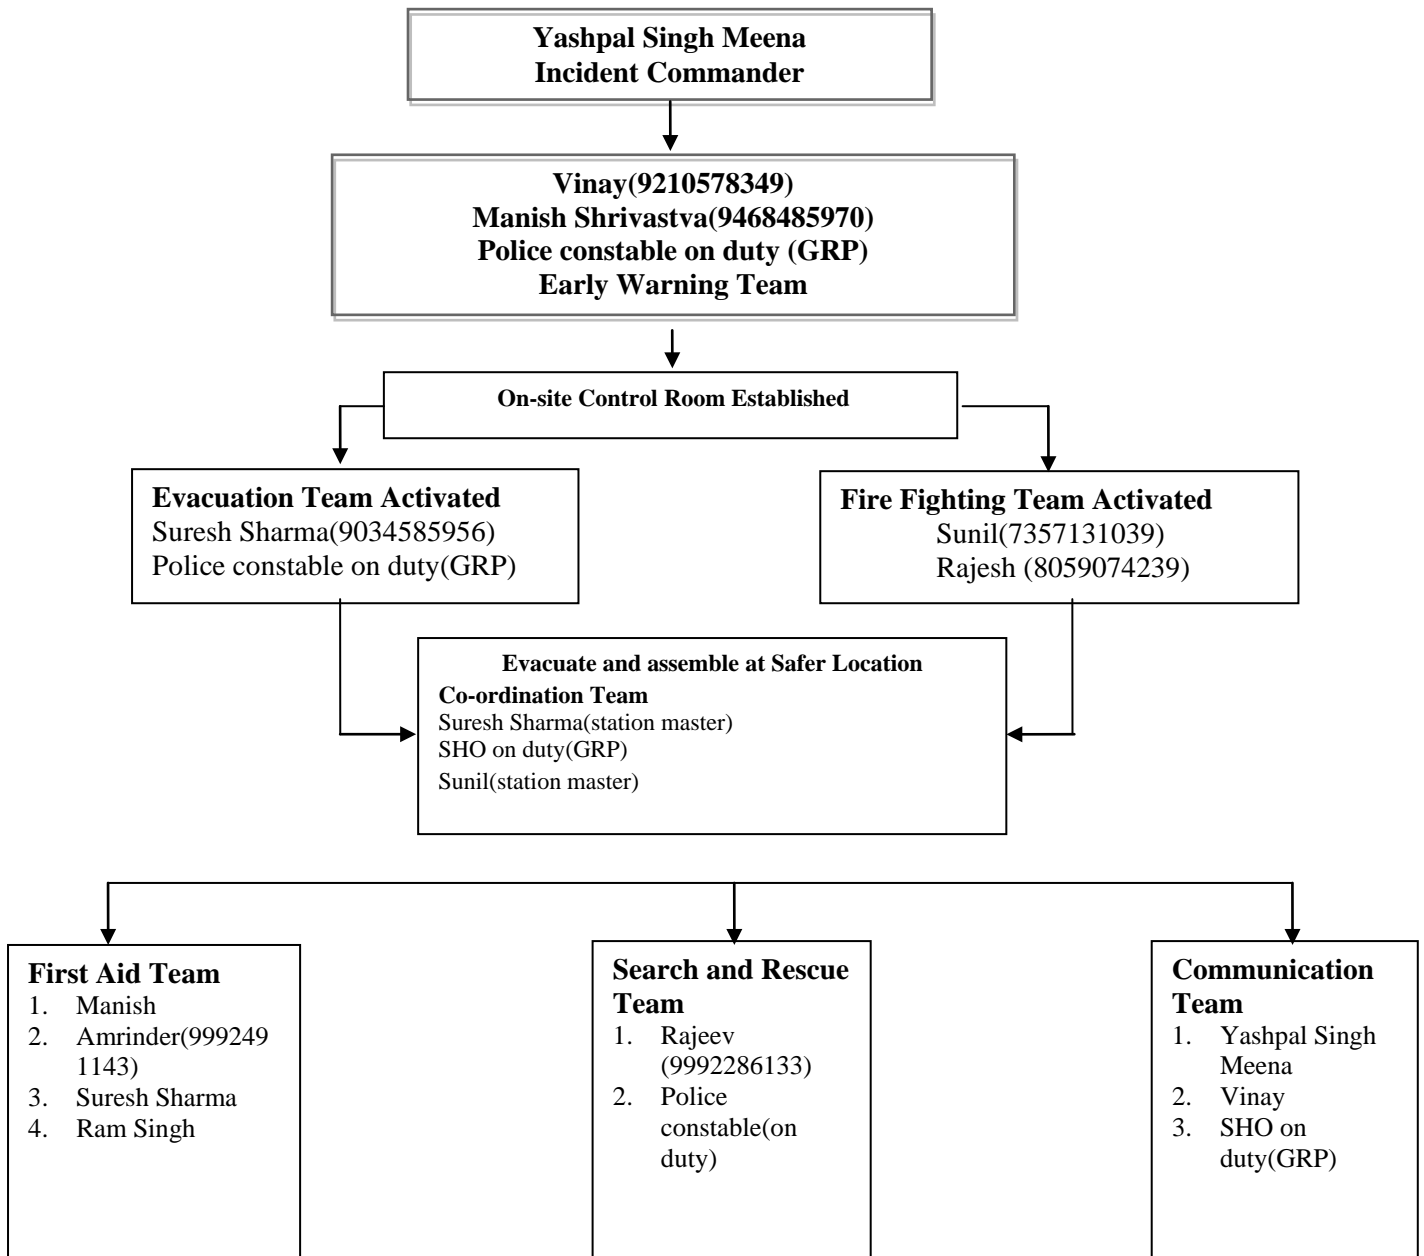 Yashpal Singh Meena
Incident Commander
Vinay(9210578349)
Manish Shrivastva(9468485970)
Police constable on duty (GRP)
Early Warning Team
On-site Control Room Established
Evacuation Team Activated
Suresh Sharma(9034585956)
Police constable on duty(GRP)
Fire Fighting Team Activated
Sunil(7357131039)
Rajesh (8059074239)
Evacuate and assemble at Safer Location
Co-ordination Team
Suresh Sharma(station master)
SHO on duty(GRP)
Sunil(station master)
First Aid Team
1. Manish
2. Amrinder(999249
1143)
3. Suresh Sharma
4. Ram Singh
Search and Rescue
Team
1. Rajeev
(9992286133)
2. Police
constable(on
duty)
Communication
Team
1. Yashpal Singh
Meena
2. Vinay
3. SHO on
duty(GRP)